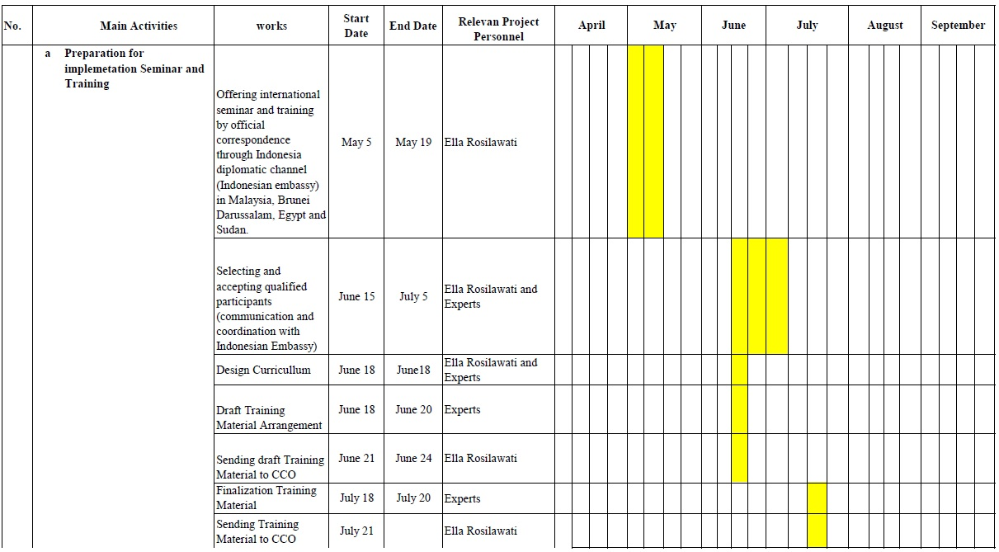 No.
Main Activities
works
Start
Date
End Date
Relevan Project
Personnel
April
May
June
July
August
September
a Preparation for
implemetation Seminar and
Training
Offering international
seminar and training
by official
correspondence
through Indonesia
diplomatic channel
(Indonesian embassy)
in Malaysia, Brunei
Darussalam, Egypt and
Sudan.
May 5
May 19
Ella Rosilawati
Selecting and
accepting qualified
participants
(communication and
coordination with
Indonesian Embassy)
June 15
July 5
Ella Rosilawati and
Experts
Design Curricullum
June 18
June18
Ella Rosilawati and
Experts
Draft Training
Material Arrangement
June 18
June 20
Experts
Sending draft Training
Material to CCO
June 21
June 24
Ella Rosilawati
Finalization Training
Material
July 18
July 20
Experts
Sending Training
Material to CCO
July 21
Ella Rosilawati